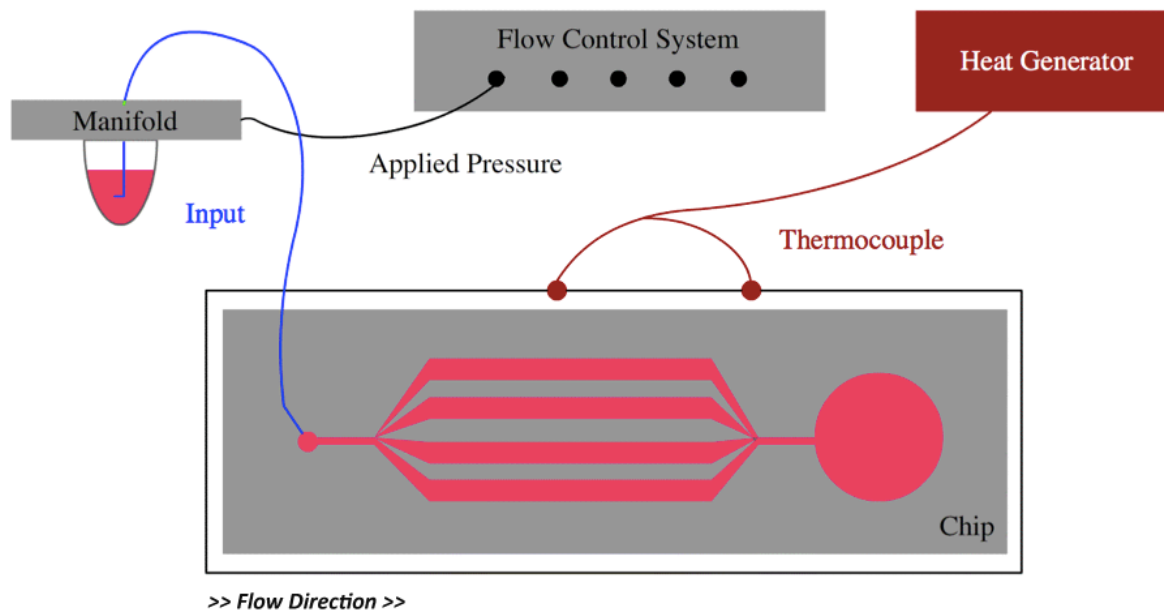 Flow Control System
Heat Generator
Manifold
Applied Pressure
Input
Thermocouple
Chip
>> Flow Direction >>